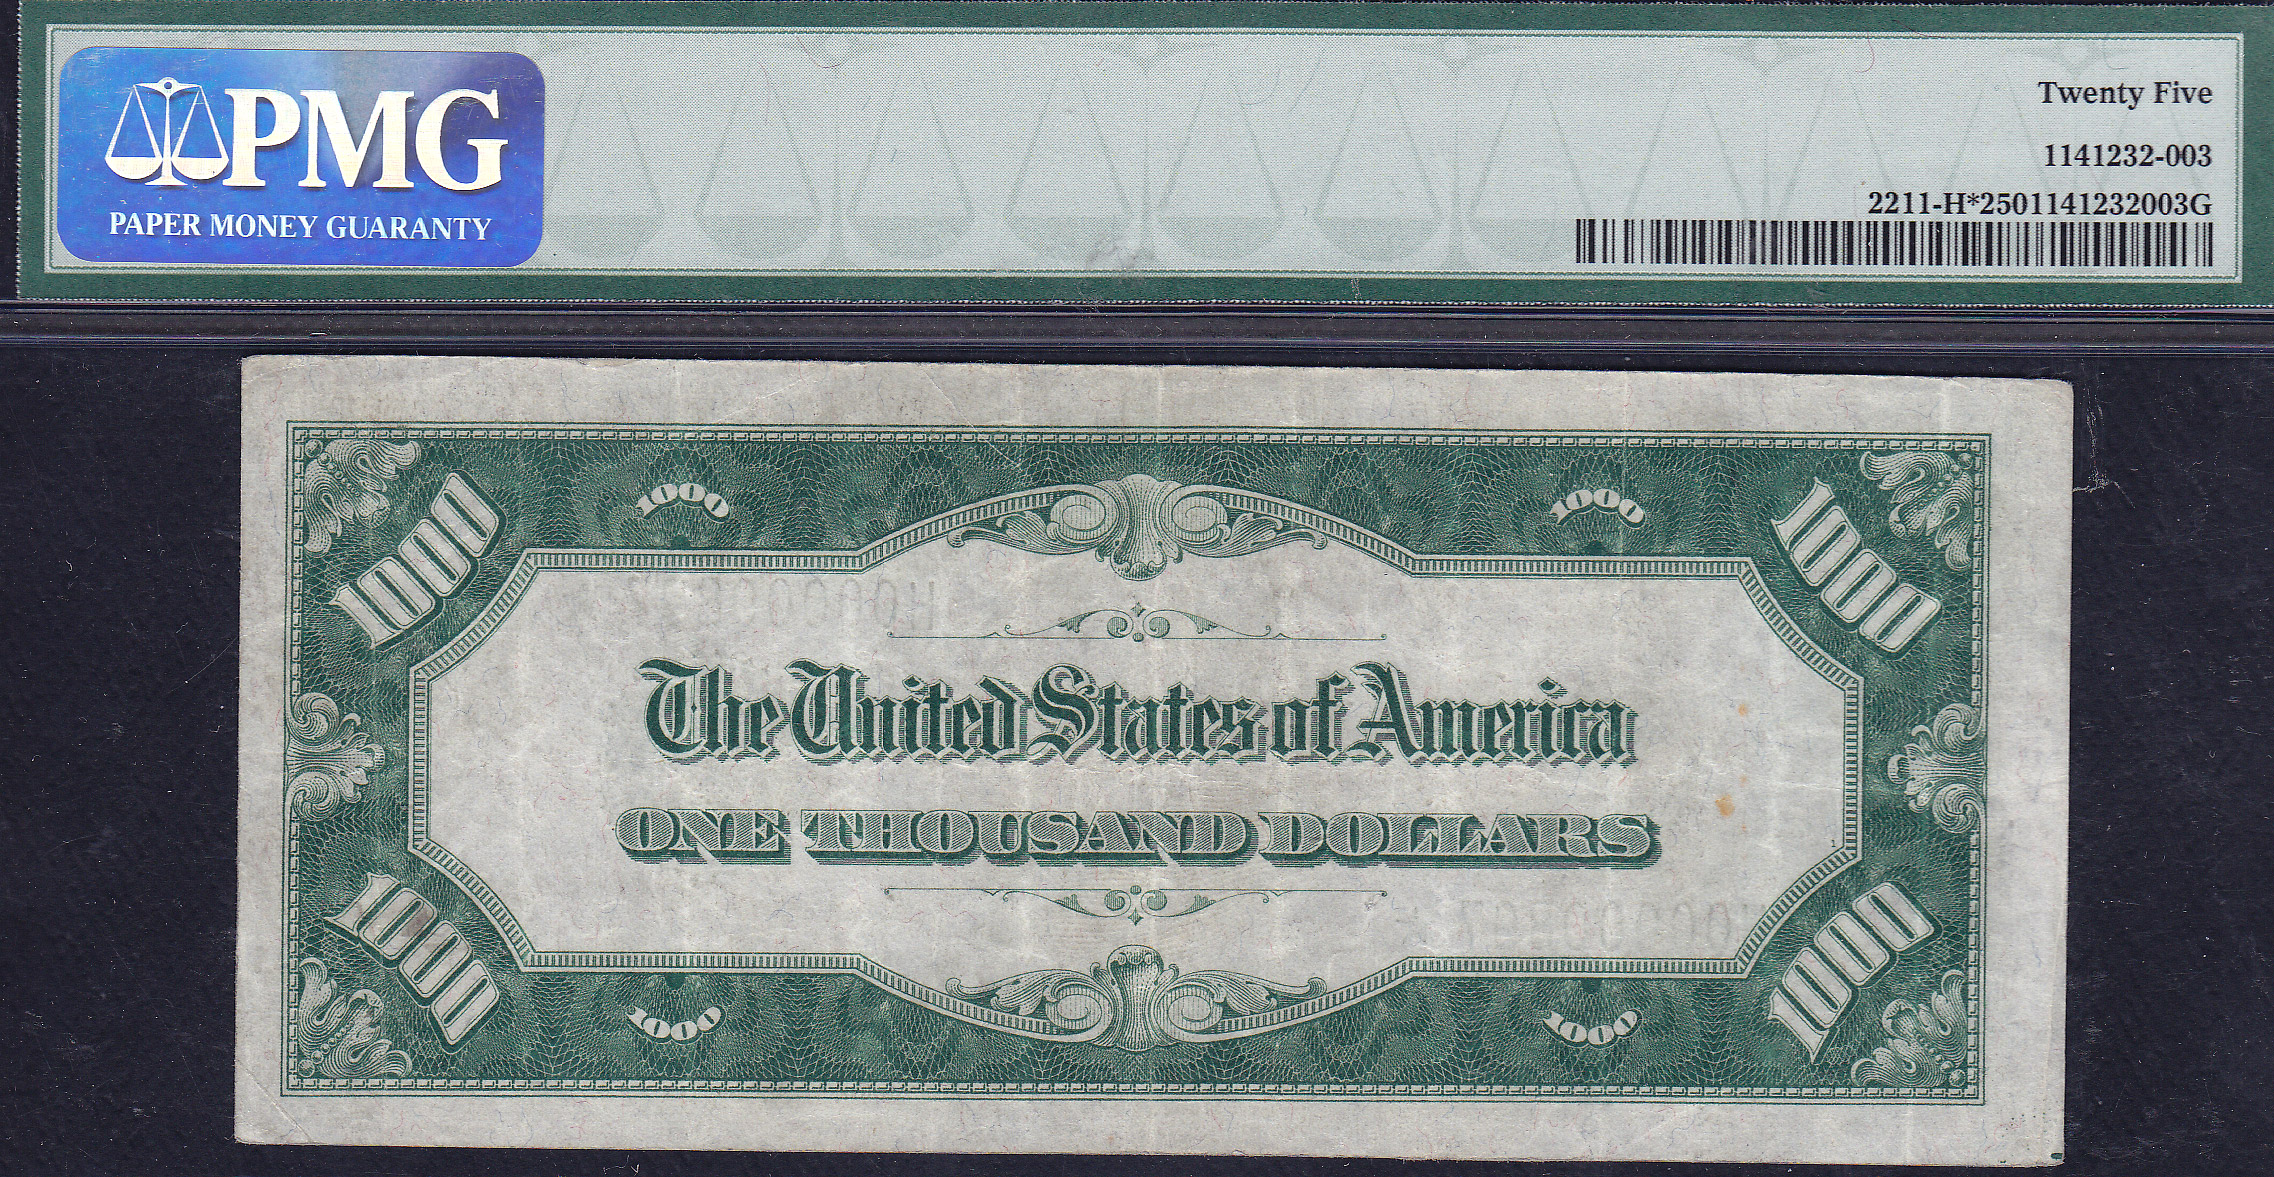 PMG
PAPER MONEY GUARANTY
Twenty Five
1141232-003
2211-H*2501141232003G
1000
1000
1000
1000
The United States of America
ONE THOUSAND DOLLARS
1
1000
1000
1000
1000